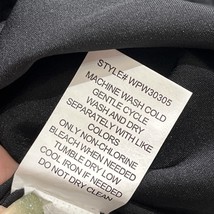 STYLE# WPW30305
MACHINE WASH COLD
GENTLE CYCLE
WASH AND DRY
SEPARATELY WITH LIKE
COLORS
ONLY NON-CHLORINE
BLEACH WHEN NEEDED
TUMBLE DRY LOW
COOL IRON IF NEEDED
DO NOT DRY CLEAN